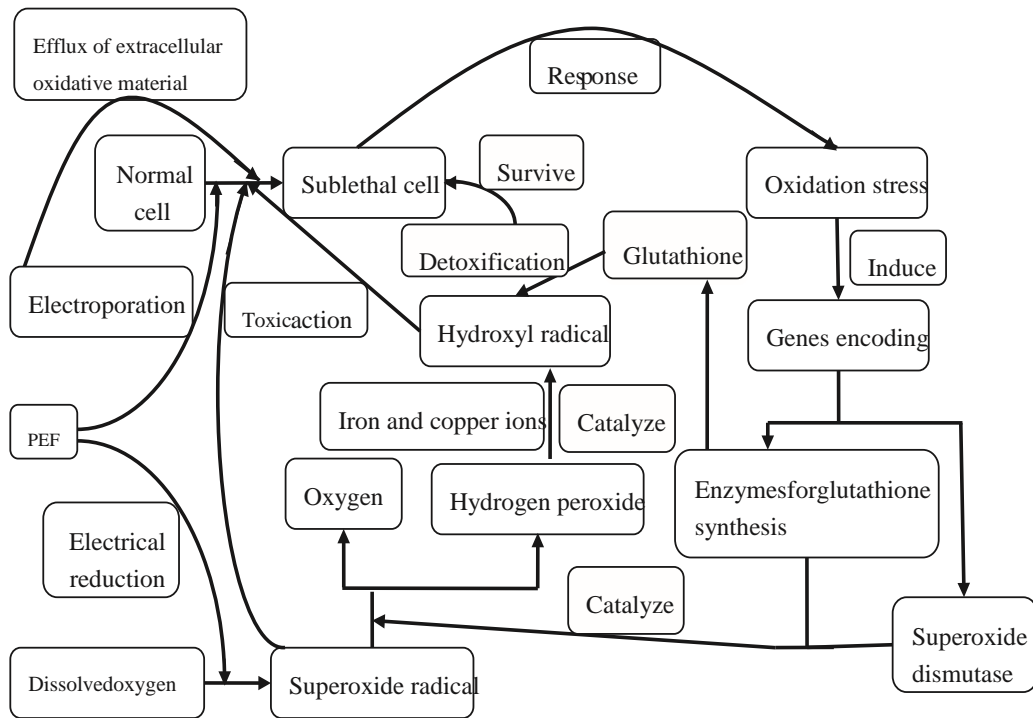 Efflux of extracellular
oxidative material
Response
Normal
cell
Sublethal cell
Survive
Oxidation stress
Detoxification
Glutathione
Induce
Electroporation
Toxicaction
Hydroxyl radical
Genes encoding
Iron and copper ions
Catalyze
PEF
Oxygen
Hydrogen peroxide
Enzymesforglutathione
synthesis
Electrical
reduction
Catalyze
Superoxide
dismutase
Dissolvedoxygen
Superoxide radical